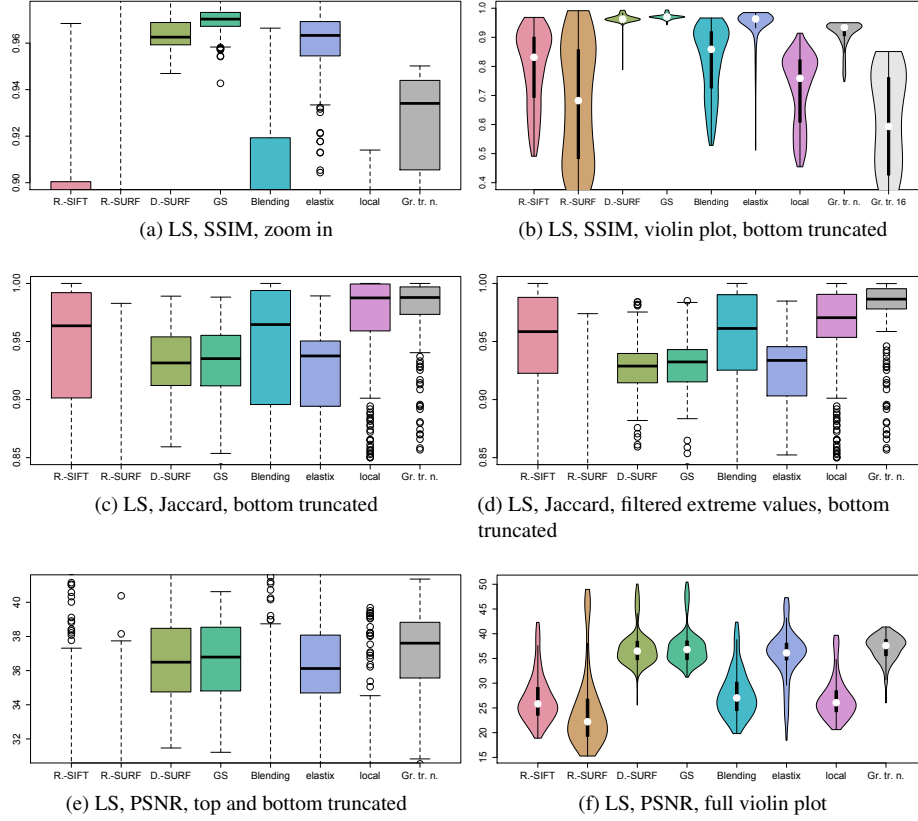 0.96
0.94
0.92
0.90
R.-SIFT R.-SURF D.-SURF GS Blending elastix local Gr. tr. n.
(a) LS, SSIM, zoom in
1.0
0.9
0.8
0.7
0.6
0.5
0.4
R.-SIFT R.-SURF D.-SURF GS Blending elastix local Gr. tr. n. Gr. tr. 16
(b) LS, SSIM, violin plot, bottom truncated
1.00
0.95
0.90
0.85
R.-SIFT R.-SURF D.-SURF GS Blending elastix local Gr. tr. n.
(c) LS, Jaccard, bottom truncated
1.00
0.95
0.90
0.85
R.-SIFT R.-SURF D.-SURF GS Blending elastix local Gr. tr. n.
(d) LS, Jaccard, filtered extreme values, bottom
truncated
40
38
36
34
32
R.-SIFT R.-SURF D.-SURF GS Blending elastix local Gr. tr. n.
(e) LS, PSNR, top and bottom truncated
50
45
40
35
30
25
20
15
R.-SIFT R.-SURF D.-SURF GS Blending elastix local Gr. tr. n.
(f) LS, PSNR, full violin plot